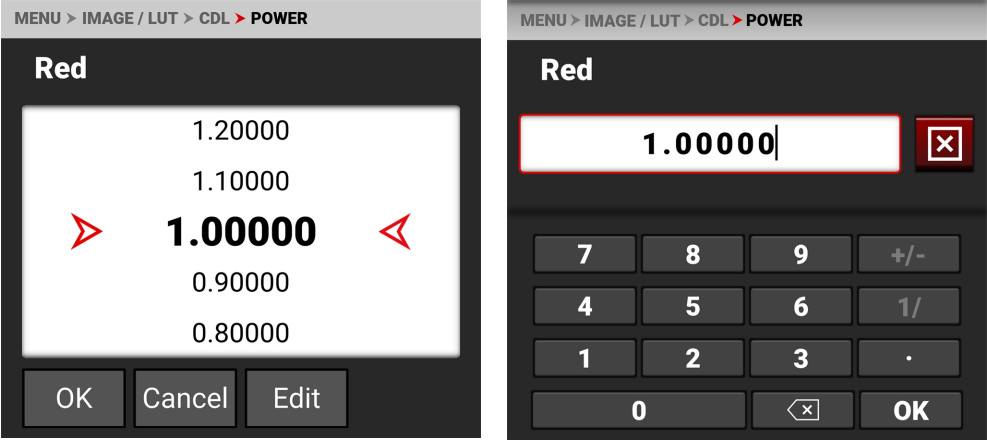 MENU > IMAGE / LUT > CDL > POWER
Red
1.20000
1.10000
1.00000
0.90000
0.80000
OK Cancel Edit
MENU > IMAGE / LUT > CDL > POWER
Red
1.00000
7 8 9 +/-
4 5 6 1/
1 2 3 .
0 OK